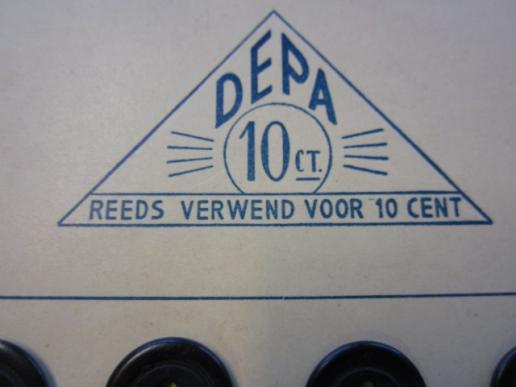 DEPA
10 CT.
REEDS VERWEND VOOR 10 CENT